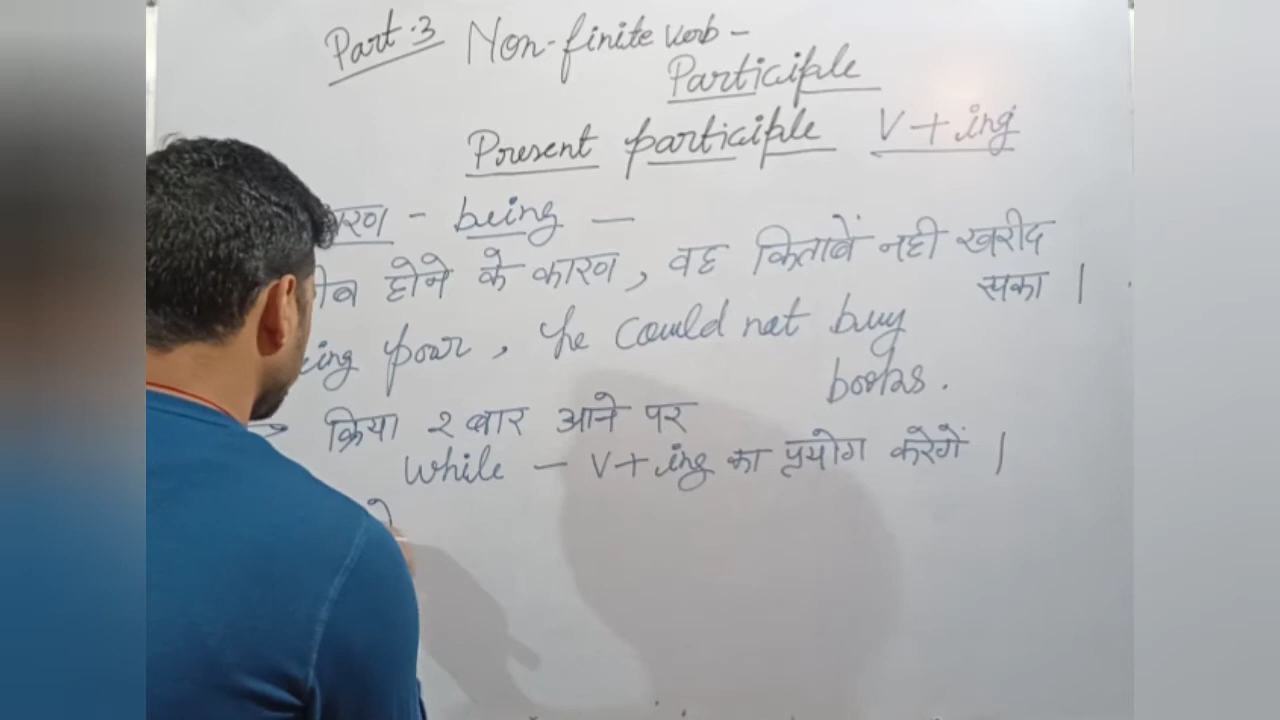 Part.3 Non-finite verb -
Participle
Present participle V+ing
- being -
होने के कारण, वह किताबें नही खरीद
सका ।
poor, he could not buy
books.
→ क्रिया २ बार आने पर
while - V+ing का प्रयोग करेगें ।